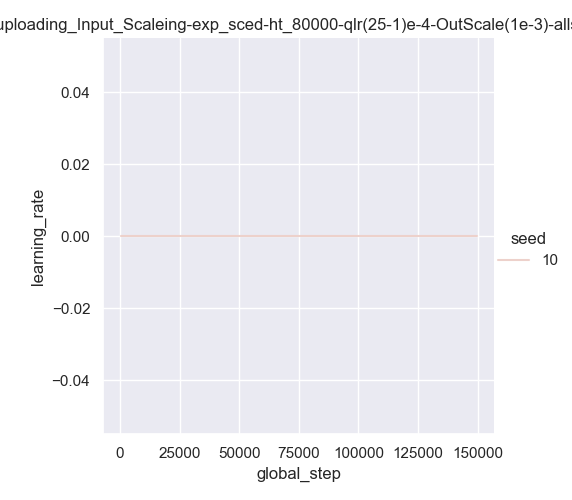 uploading_Input_Scaleing-exp_sced-ht_80000-qlr(25-1)e-4-OutScale(1e-3)-alls
0.04
0.02
0.00
−0.02
−0.04
learning_rate
0 25000 50000 75000 100000 125000 150000
global_step
seed
10